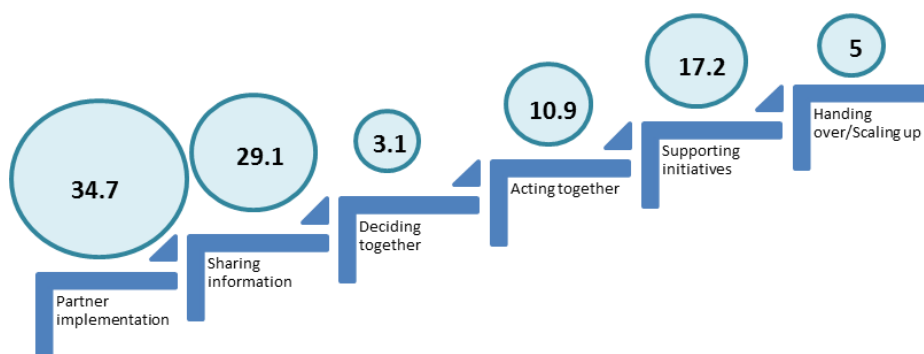 34.7
Partner
implementation
29.1
Sharing
information
3.1
Deciding
together
10.9
Acting together
17.2
Supporting
initiatives
5
Handing
over/Scaling up